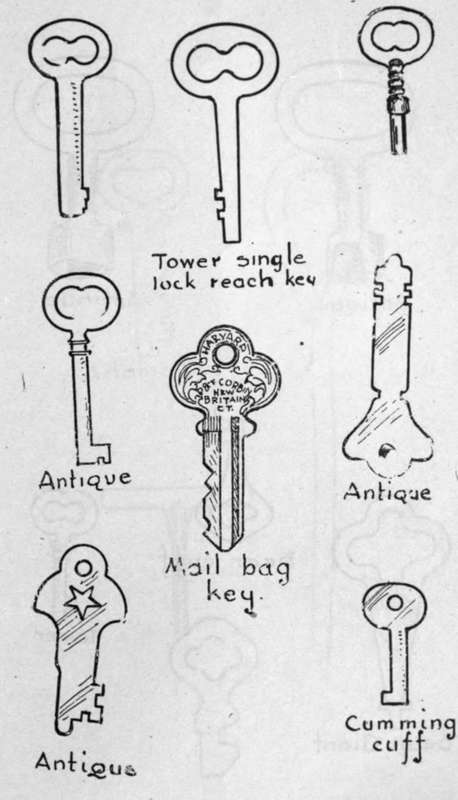 Tower single
lock reach key
HARVARD
P & F CORBIN
NEW
BRITAIN
CT.
Antique
Antique
Mail bag
key.
Cumming
cuff
Antique